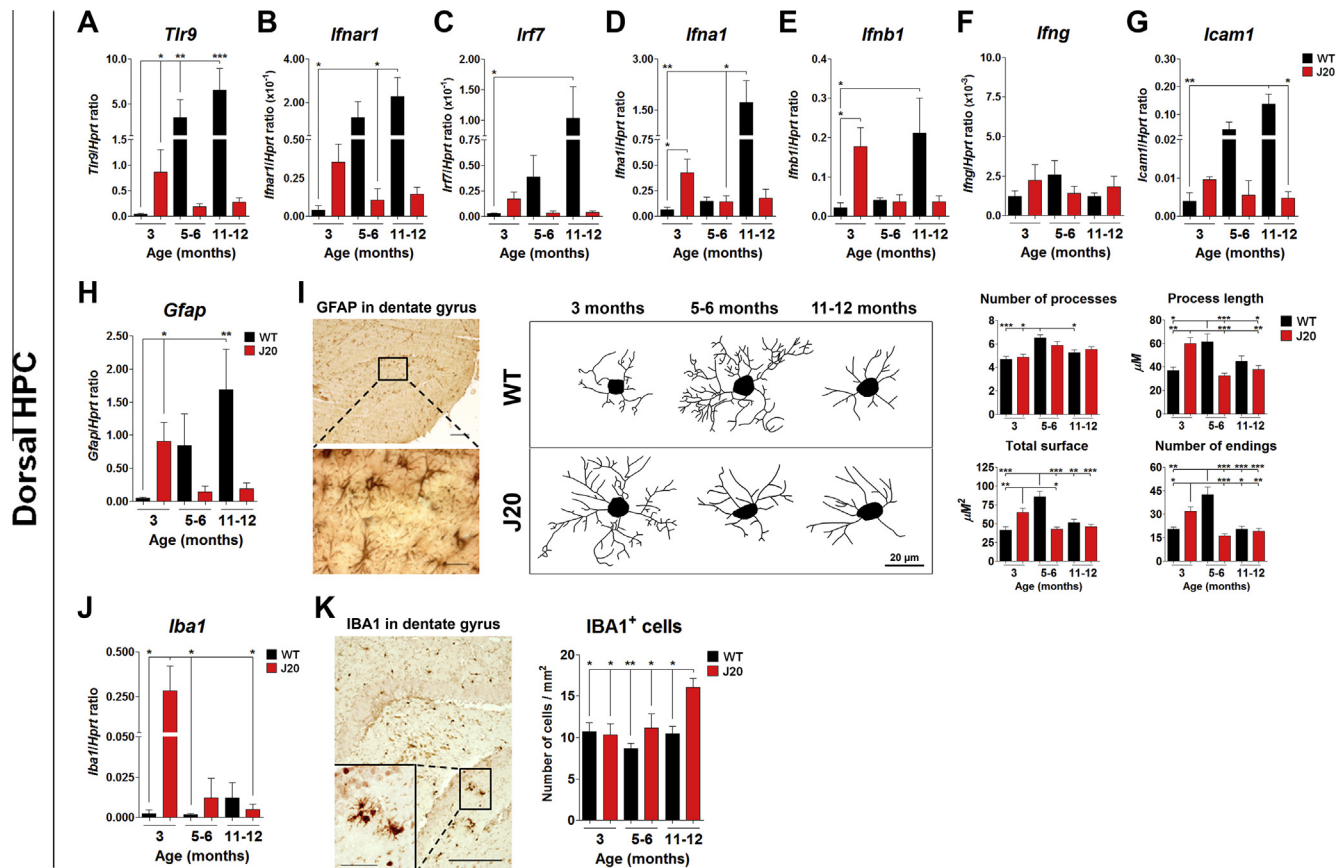 Dorsal HPC
A
Tlr9
Tlr9/Hprt ratio
10.0
5.0
1.5
1.0
0.5
0.0
* ** ***
3 5-6 11-12
Age (months)
B
Ifnar1
Ifnar1/Hprt ratio (x10⁻¹)
4.00
2.00
0.50
0.25
0.00
* * *
3 5-6 11-12
Age (months)
C
Irf7
Irf7/Hprt ratio (x10⁻¹)
2.00
1.00
0.75
0.50
0.25
0.00
*
3 5-6 11-12
Age (months)
D
Ifna1
Ifna1/Hprt ratio
3.00
1.50
0.50
0.25
0.00
** * *
*
3 5-6 11-12
Age (months)
E
Ifnb1
Ifnb1/Hprt ratio
0.4
0.3
0.2
0.1
0.0
* *
*
3 5-6 11-12
Age (months)
F
Ifng
Ifng/Hprt ratio (x10⁻³)
10.0
7.5
5.0
2.5
0.0
3 5-6 11-12
Age (months)
G
Icam1
Icam1/Hprt ratio
0.30
0.20
0.10
0.02
0.01
0.00
** *
3 5-6 11-12
Age (months)
WT
J20
H
Gfap
Gfap/Hprt ratio
2.50
2.00
1.50
1.00
0.50
0.00
* **
3 5-6 11-12
Age (months)
WT
J20
I
GFAP in dentate gyrus
3 months 5-6 months 11-12 months
WT
J20
20 µm
Number of processes
8
6
4
2
0
*** * *
3 5-6 11-12
Process length
µM
100
80
60
40
20
0
* *** *
** *** **
3 5-6 11-12
WT
J20
Total surface
µM²
125
100
75
50
25
0
*** *** ** ***
** *
3 5-6 11-12
Age (months)
Number of endings
60
45
30
15
0
** *** *** ***
* *** * **
3 5-6 11-12
Age (months)
J
Iba1
Iba1/Hprt ratio
0.500
0.250
0.050
0.025
0.000
* * *
3 5-6 11-12
Age (months)
WT
J20
K
IBA1 in dentate gyrus
IBA1⁺ cells
Number of cells / mm²
20
15
10
5
0
* * ** * *
3 5-6 11-12
Age (months)
WT
J20